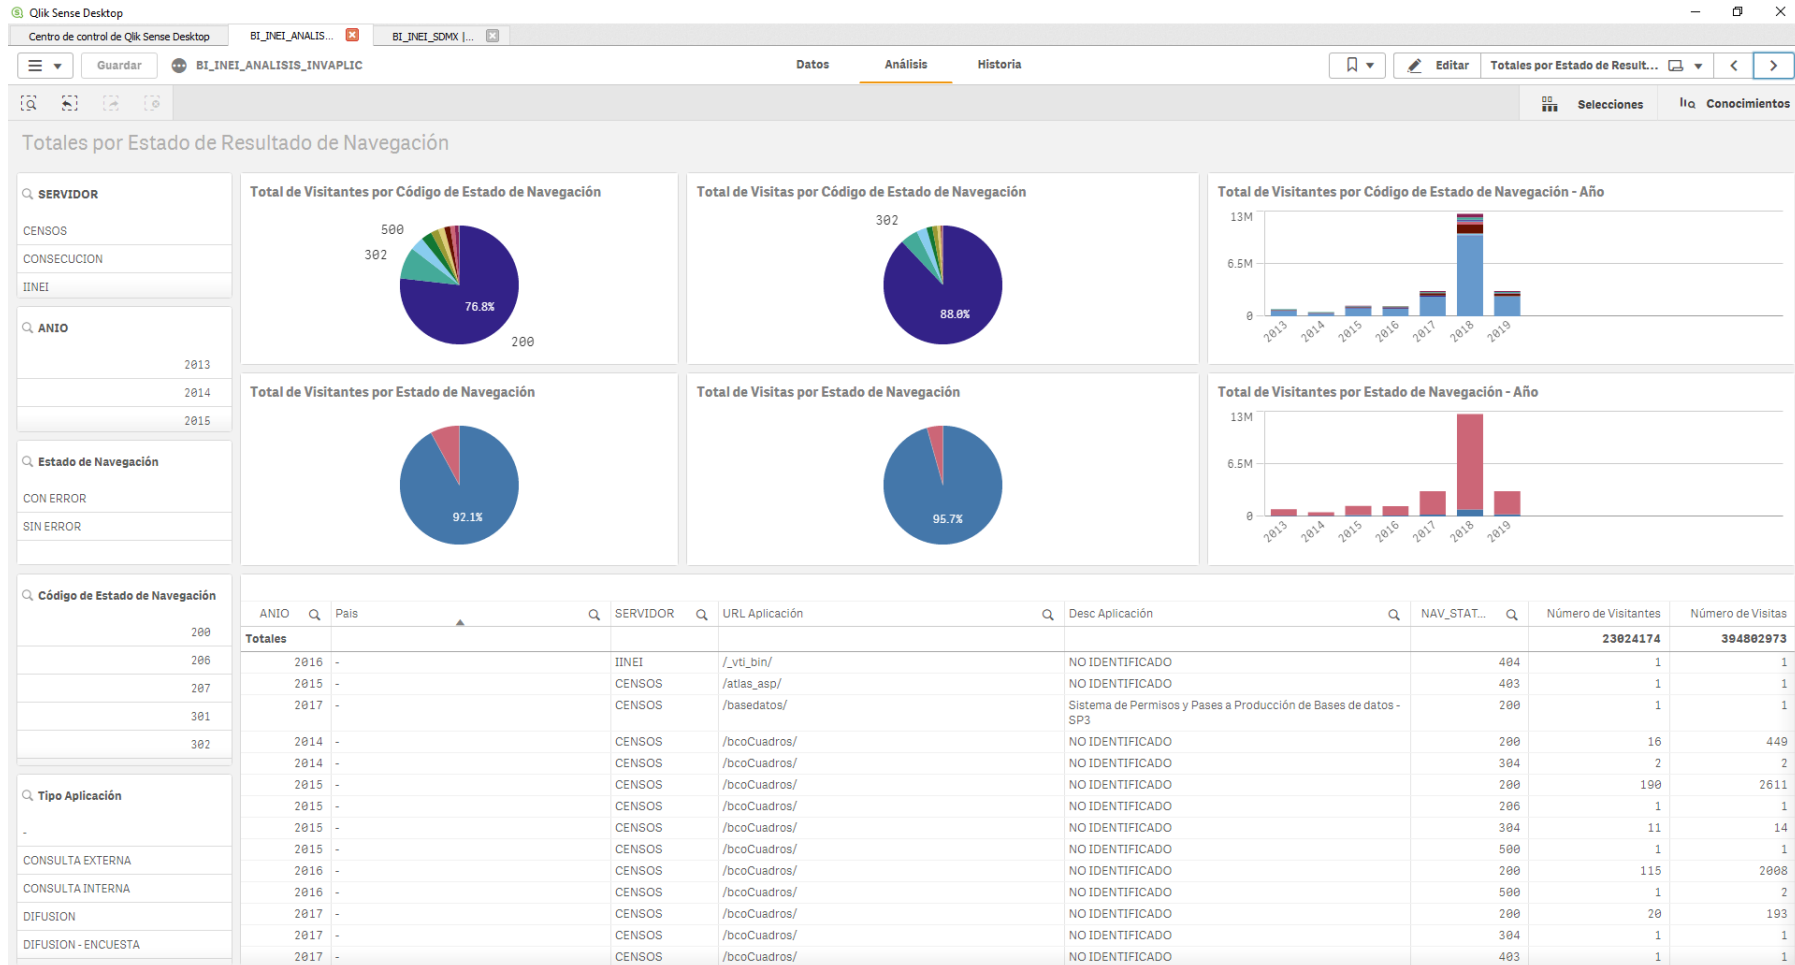 Qlik Sense Desktop
Centro de control de Qlik Sense Desktop
BI_INEI_ANALIS...
BI_INEI_SDMX |...
Guardar
BI_INEI_ANALISIS_INVAPLIC
Datos
Análisis
Historia
Editar
Totales por Estado de Result...
Selecciones
Conocimientos
Totales por Estado de Resultado de Navegación
SERVIDOR
CENSOS
CONSECUCION
IINEI
ANIO
2013
2014
2015
Estado de Navegación
CON ERROR
SIN ERROR
Código de Estado de Navegación
200
206
207
301
302
Tipo Aplicación
-
CONSULTA EXTERNA
CONSULTA INTERNA
DIFUSION
DIFUSION - ENCUESTA
Total de Visitantes por Código de Estado de Navegación
500
302
76.8%
200
Total de Visitas por Código de Estado de Navegación
302
88.0%
Total de Visitantes por Código de Estado de Navegación - Año
13M
6.5M
0
2013 2014 2015 2016 2017 2018 2019
Total de Visitantes por Estado de Navegación
92.1%
Total de Visitas por Estado de Navegación
95.7%
Total de Visitantes por Estado de Navegación - Año
13M
6.5M
0
2013 2014 2015 2016 2017 2018 2019
ANIO Pais SERVIDOR URL Aplicación Desc Aplicación NAV_STAT... Número de Visitantes Número de Visitas
Totales 23024174 394802973
2016 - IINEI /_vti_bin/ NO IDENTIFICADO 404 1 1
2015 - CENSOS /atlas_asp/ NO IDENTIFICADO 403 1 1
2017 - CENSOS /basedatos/ Sistema de Permisos y Pases a Producción de Bases de datos - 200 1 1
SP3
2014 - CENSOS /bcoCuadros/ NO IDENTIFICADO 200 16 449
2014 - CENSOS /bcoCuadros/ NO IDENTIFICADO 304 2 2
2015 - CENSOS /bcoCuadros/ NO IDENTIFICADO 200 190 2611
2015 - CENSOS /bcoCuadros/ NO IDENTIFICADO 206 1 1
2015 - CENSOS /bcoCuadros/ NO IDENTIFICADO 304 11 14
2015 - CENSOS /bcoCuadros/ NO IDENTIFICADO 500 1 1
2016 - CENSOS /bcoCuadros/ NO IDENTIFICADO 200 115 2008
2016 - CENSOS /bcoCuadros/ NO IDENTIFICADO 500 1 2
2017 - CENSOS /bcoCuadros/ NO IDENTIFICADO 200 20 193
2017 - CENSOS /bcoCuadros/ NO IDENTIFICADO 304 1 1
2017 - CENSOS /bcoCuadros/ NO IDENTIFICADO 403 1 1